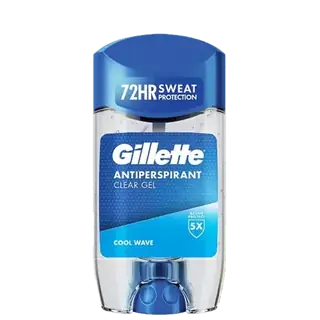 72HR SWEAT
PROTECTION
Gillette
ANTIPERSPIRANT
CLEAR GEL
5X
COOL WAVE